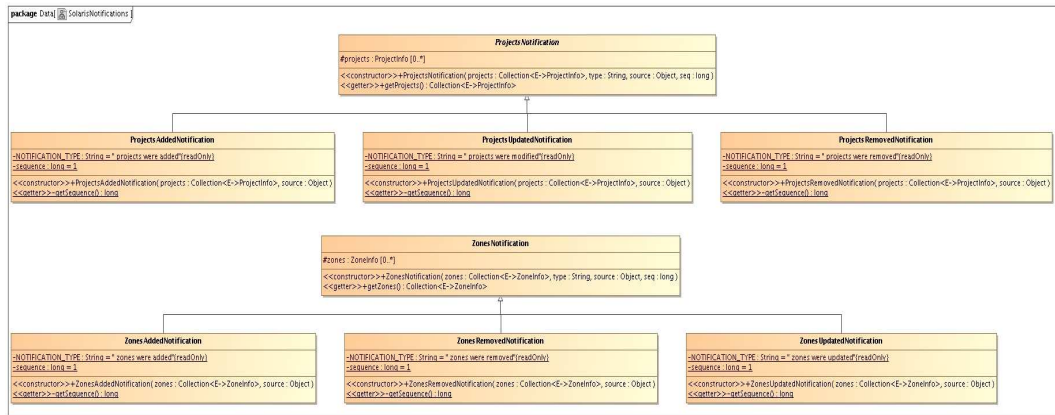 package Data[ SolarisNotifications ]
ProjectsNotification
#projects : ProjectInfo [0..*]
<<constructor>>+ProjectsNotification( projects : Collection<E->ProjectInfo>, type : String, source : Object, seq : long )
<<getter>>+getProjects() : Collection<E->ProjectInfo>
ProjectsAddedNotification
-NOTIFICATION_TYPE : String = " projects were added"{readOnly}
-sequence : long = 1
<<constructor>>+ProjectsAddedNotification( projects : Collection<E->ProjectInfo>, source : Object )
<<getter>>-getSequence() : long
ProjectsUpdatedNotification
-NOTIFICATION_TYPE : String = " projects were modified"{readOnly}
-sequence : long = 1
<<constructor>>+ProjectsUpdatedNotification( projects : Collection<E->ProjectInfo>, source : Object )
<<getter>>-getSequence() : long
ProjectsRemovedNotification
-NOTIFICATION_TYPE : String = " projects were removed"{readOnly}
-sequence : long = 1
<<constructor>>+ProjectsRemovedNotification( projects : Collection<E->ProjectInfo>, source : Object )
<<getter>>-getSequence() : long
ZonesNotification
#zones : ZoneInfo [0..*]
<<constructor>>+ZonesNotification( zones : Collection<E->ZoneInfo>, type : String, source : Object, seq : long )
<<getter>>+getZones() : Collection<E->ZoneInfo>
ZonesAddedNotification
-NOTIFICATION_TYPE : String = " zones were added"{readOnly}
-sequence : long = 1
<<constructor>>+ZonesAddedNotification( zones : Collection<E->ZoneInfo>, source : Object )
<<getter>>-getSequence() : long
ZonesRemovedNotification
-NOTIFICATION_TYPE : String = " zones were removed"{readOnly}
-sequence : long = 1
<<constructor>>+ZonesRemovedNotification( zones : Collection<E->ZoneInfo>, source : Object )
<<getter>>-getSequence() : long
ZonesUpdatedNotification
-NOTIFICATION_TYPE : String = " zones were updated"{readOnly}
-sequence : long = 1
<<constructor>>+ZonesUpdatedNotification( zones : Collection<E->ZoneInfo>, source : Object )
<<getter>>-getSequence() : long